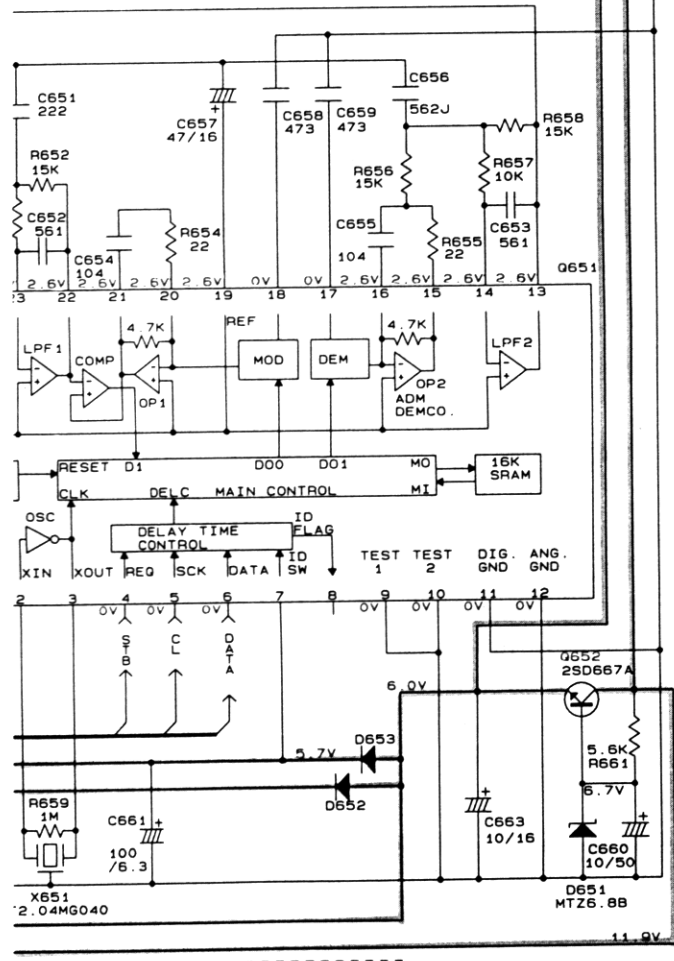 C651
222
R652
15K
C652
561
C654
104
R654
22
C657
47/16
C658
473
C659
473
C656
562J
R656
15K
C655
104
R655
22
R658
15K
R657
10K
C653
561
Q651
2.6V 2.6V 2.6V 2.6V 0V 0V 2.6V 2.6V 2.6V 2.6V
23 22 21 20 19 18 17 16 15 14 13
REF
4.7K
4.7K
LPF1
COMP
OP1
MOD
DEM
OP2
ADM
DEMCO.
LPF2
RESET D1 DO0 DO1 MO
CLK DELC MAIN CONTROL MI
16K
SRAM
OSC
DELAY TIME
CONTROL
ID
FLAG
ID
SW
XIN XOUT REQ SCK DATA
TEST
1
TEST
2
DIG.
GND
ANG.
GND
2 3 4 5 6 7 8 9 10 11 12
0V 0V 0V 0V 0V 0V 0V
STB
CL
DATA
Q652
2SD667A
6.0V
5.6K
R661
6.7V
D653
5.7V
D652
R659
1M
C661
100
/6.3
C663
10/16
C660
10/50
D651
MTZ6.8B
X651
2.04MG040
11.9V